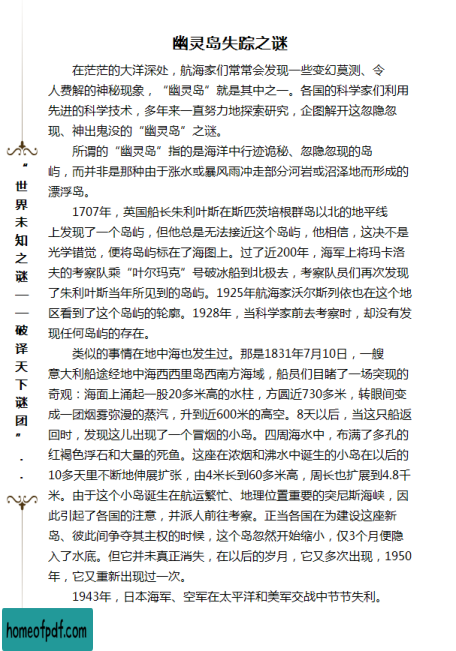 幽灵岛失踪之谜
在茫茫的大洋深处，航海家们常常会发现一些变幻莫测、令
人费解的神秘现象，“幽灵岛”就是其中之一。各国的科学家们利用
先进的科学技术，多年来一直努力地探索研究，企图解开这忽隐忽
现、神出鬼没的“幽灵岛”之谜。
所谓的“幽灵岛”指的是海洋中行迹诡秘、忽隐忽现的岛
屿，而并非是那种由于涨水或暴风雨冲走部分河岩或沼泽地而形成的
漂浮岛。
1707年，英国船长朱利叶斯在斯匹茨培根群岛以北的地平线
上发现了一个岛屿，但他总是无法接近这个岛屿，他相信，这决不是
光学错觉，便将岛屿标在了海图上。过了近200年，海军上将玛卡洛
夫的考察队乘“叶尔玛克”号破冰船到北极去，考察队员们再次发现
了朱利叶斯当年所见到的岛屿。1925年航海家沃尔斯列依也在这个地
区看到了这个岛屿的轮廓。1928年，当科学家前去考察时，却没有发
现任何岛屿的存在。
类似的事情在地中海也发生过。那是1831年7月10日，一艘
意大利船途经地中海西西里岛西南方海域，船员们目睹了一场突现的
奇观：海面上涌起一股20多米高的水柱，方圆近730多米，转眼间变
成一团烟雾弥漫的蒸汽，升到近600米的高空。8天以后，当这只船返
回时，发现这儿出现了一个冒烟的小岛。四周海水中，布满了多孔的
红褐色浮石和大量的死鱼。这座在浓烟和沸水中诞生的小岛在以后的
10多天里不断地伸展扩张，由4米长到60多米高，周长也扩展到4.8千
米。由于这个小岛诞生在航运繁忙、地理位置重要的突尼斯海峡，因
此引起了各国的注意，并派人前往考察。正当各国在为建设这座新
岛、彼此间争夺其主权的时候，这个岛忽然开始缩小，仅3个月便隐
入了水底。但它并未真正消失，在以后的岁月，它又多次出现，1950
年，它又重新出现过一次。
1943年，日本海军、空军在太平洋和美军交战中节节失利。
“世界未知之谜——破译天下谜团”..
homeofpdf.com